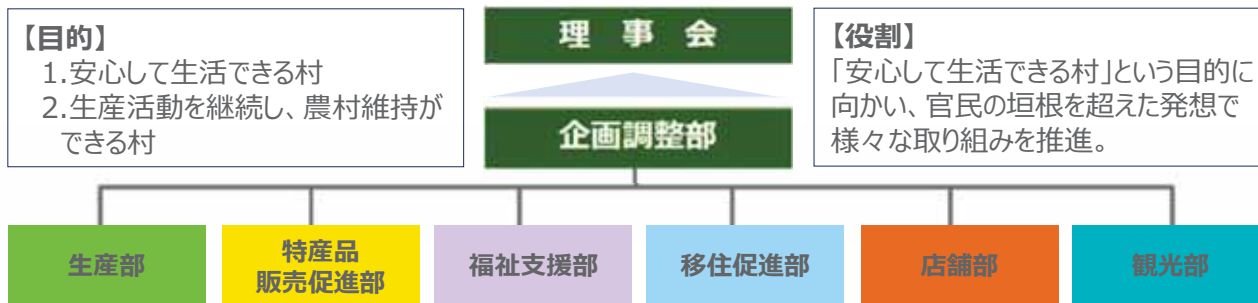 【目的】
1.安心して生活できる村
2.生産活動を継続し、農村維持が
できる村
理 事 会
企画調整部
【役割】
「安心して生活できる村」という目的に
向かい、官民の垣根を超えた発想で
様々な取り組みを推進。
生産部
特産品
販売促進部
福祉支援部
移住促進部
店舗部
観光部